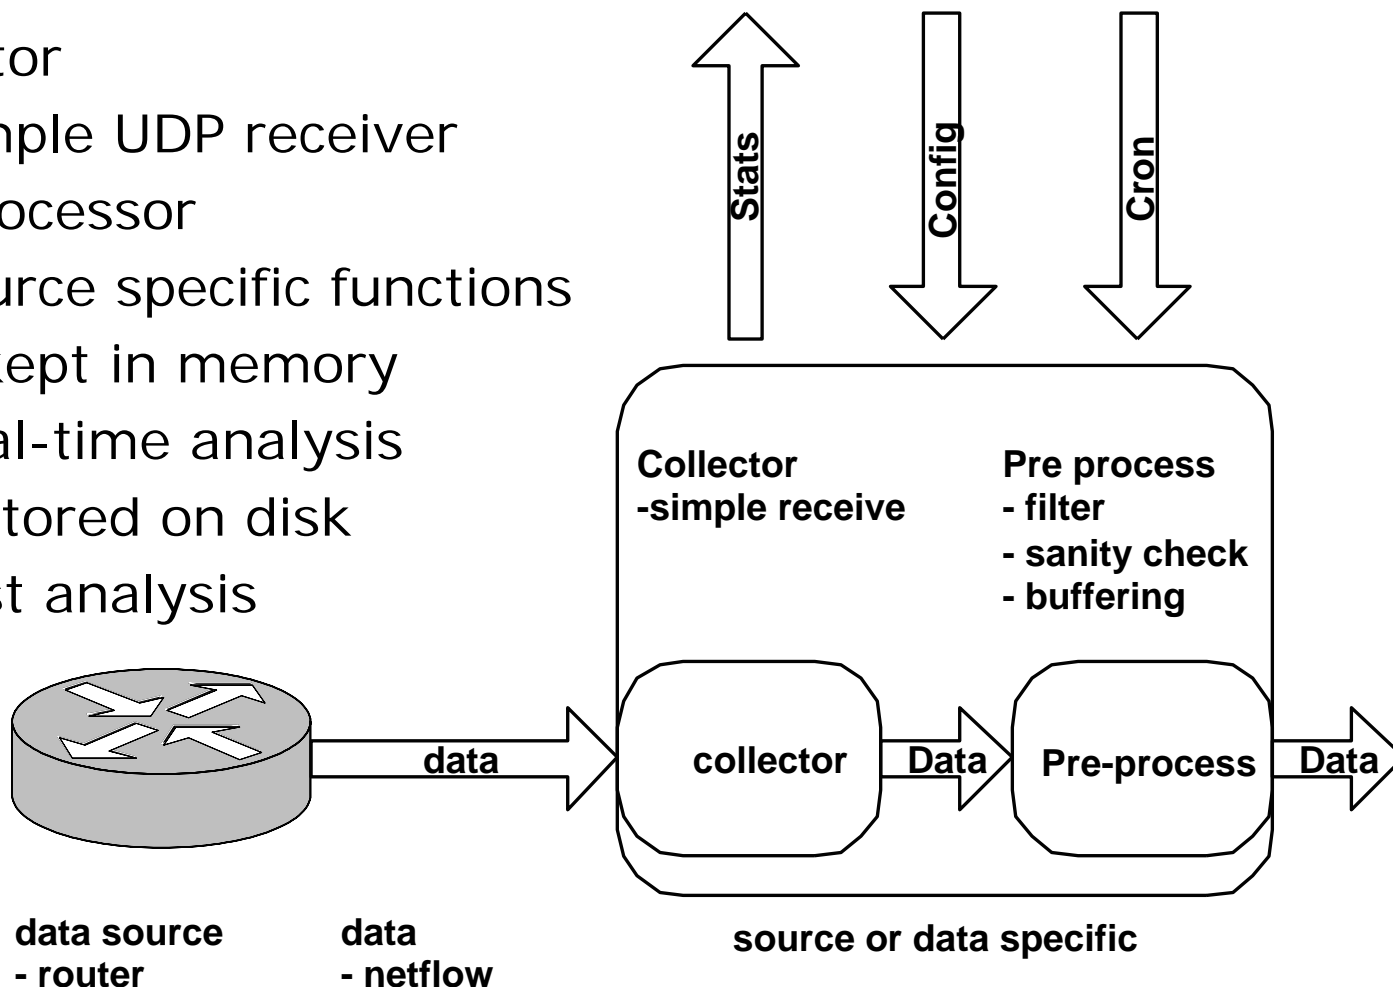 tor
nple UDP receiver
ocessor
urce specific functions
kept in memory
al-time analysis
tored on disk
st analysis
Stats
Config
Cron
Collector
-simple receive
Pre process
- filter
- sanity check
- buffering
data
collector
Data
Pre-process
Data
data source
- router
data
- netflow
source or data specific